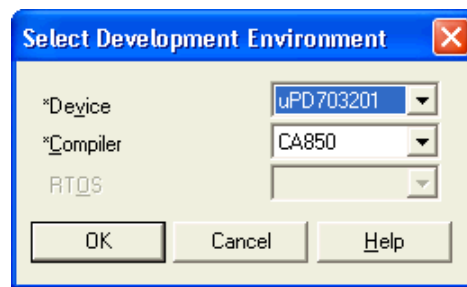 Select Development Environment
*Device uPD703201
*Compiler CA850
RTOS
OK Cancel Help